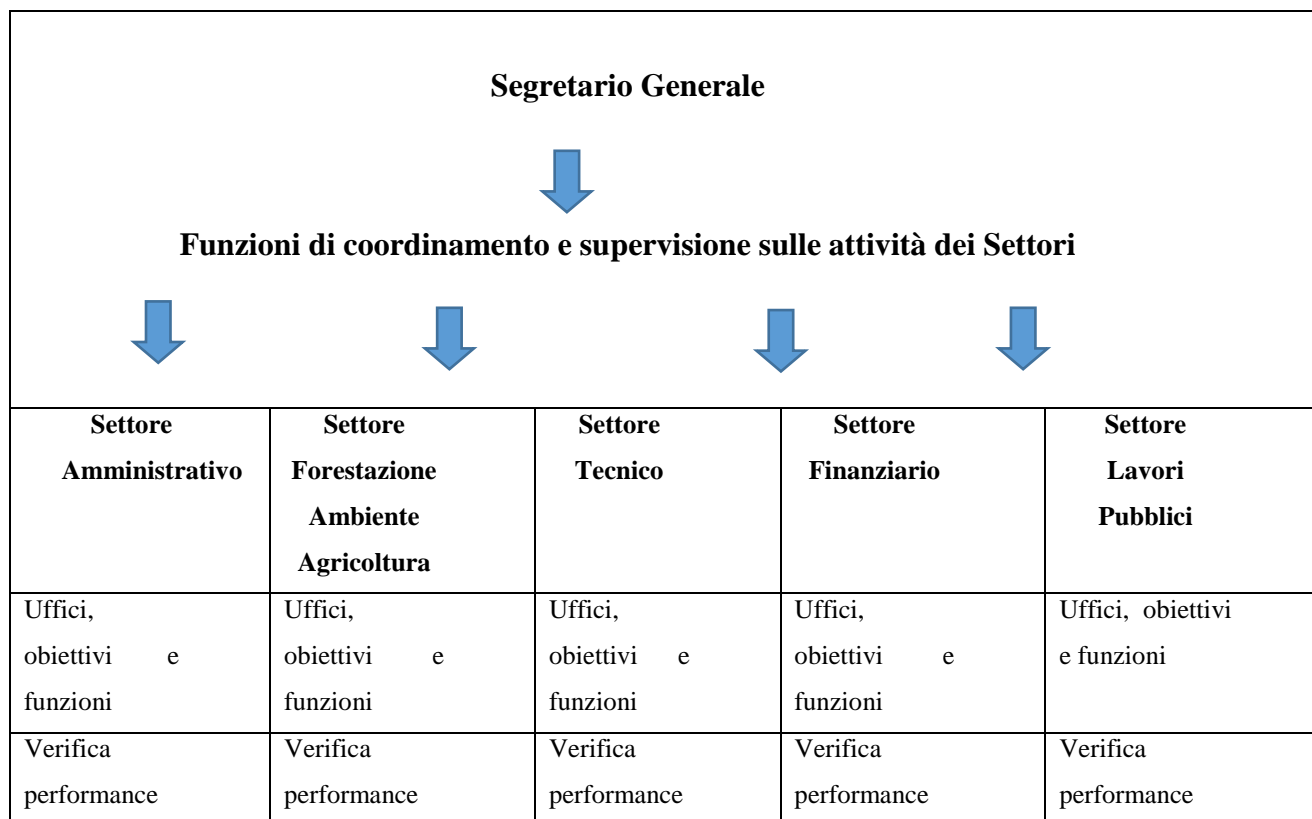 Segretario Generale
Funzioni di coordinamento e supervisione sulle attività dei Settori
Settore
Amministrativo
Settore
Forestazione
Ambiente
Agricoltura
Settore
Tecnico
Settore
Finanziario
Settore
Lavori
Pubblici
Uffici,
obiettivi e
funzioni
Uffici,
obiettivi e
funzioni
Uffici,
obiettivi e
funzioni
Uffici,
obiettivi e
funzioni
Uffici, obiettivi
e funzioni
Verifica
performance
Verifica
performance
Verifica
performance
Verifica
performance
Verifica
performance